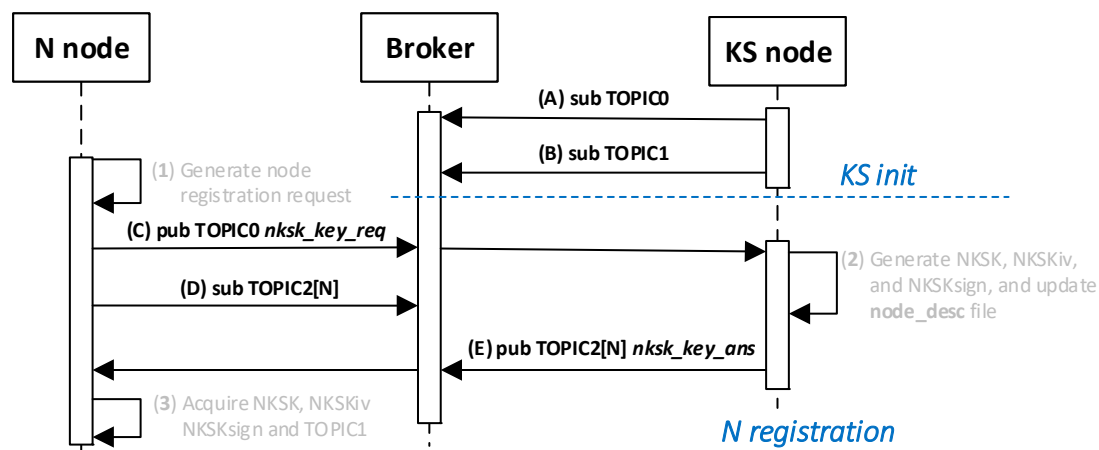 N node
Broker
KS node
(A) sub TOPIC0
(B) sub TOPIC1
KS init
(1) Generate node
registration request
(C) pub TOPIC0 nksk_key_req
(2) Generate NKSK, NKSKiv,
and NKSKsign, and update
node_desc file
(D) sub TOPIC2[N]
(E) pub TOPIC2[N] nksk_key_ans
(3) Acquire NKSK, NKSKiv
NKSKsign and TOPIC1
N registration